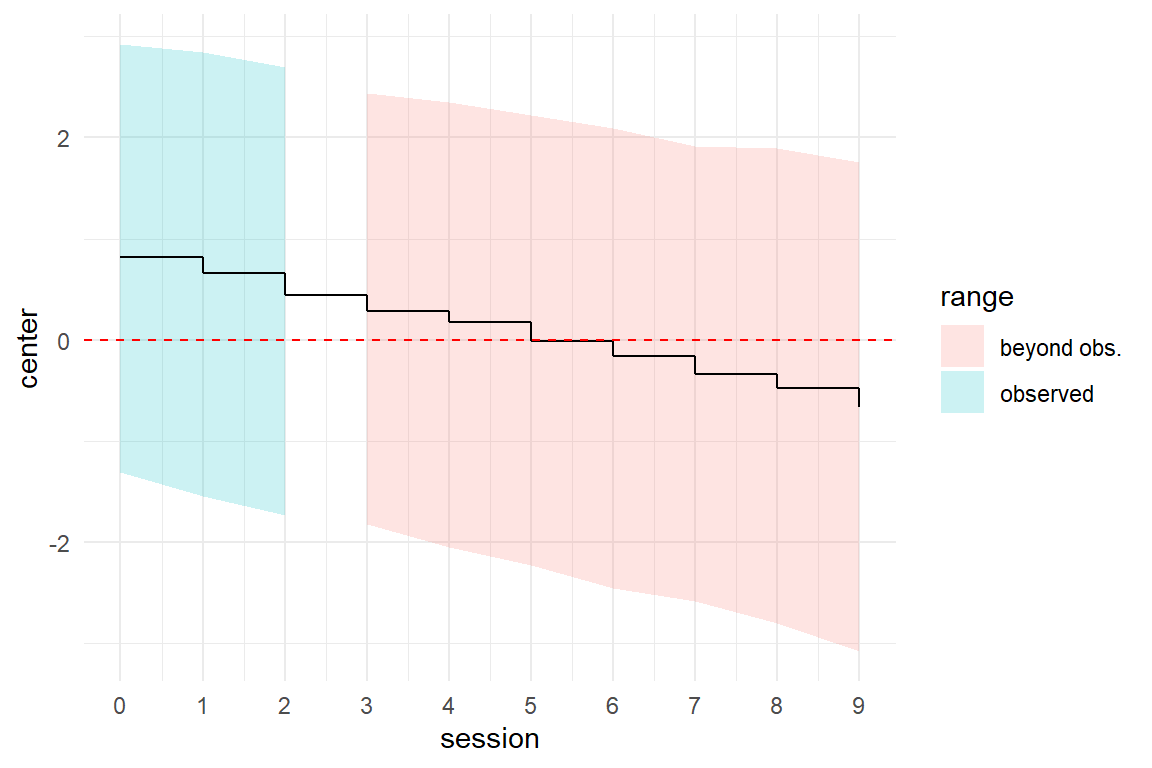 2
0
-2
center
0 1 2 3 4 5 6 7 8 9
session
range
beyond obs.
observed